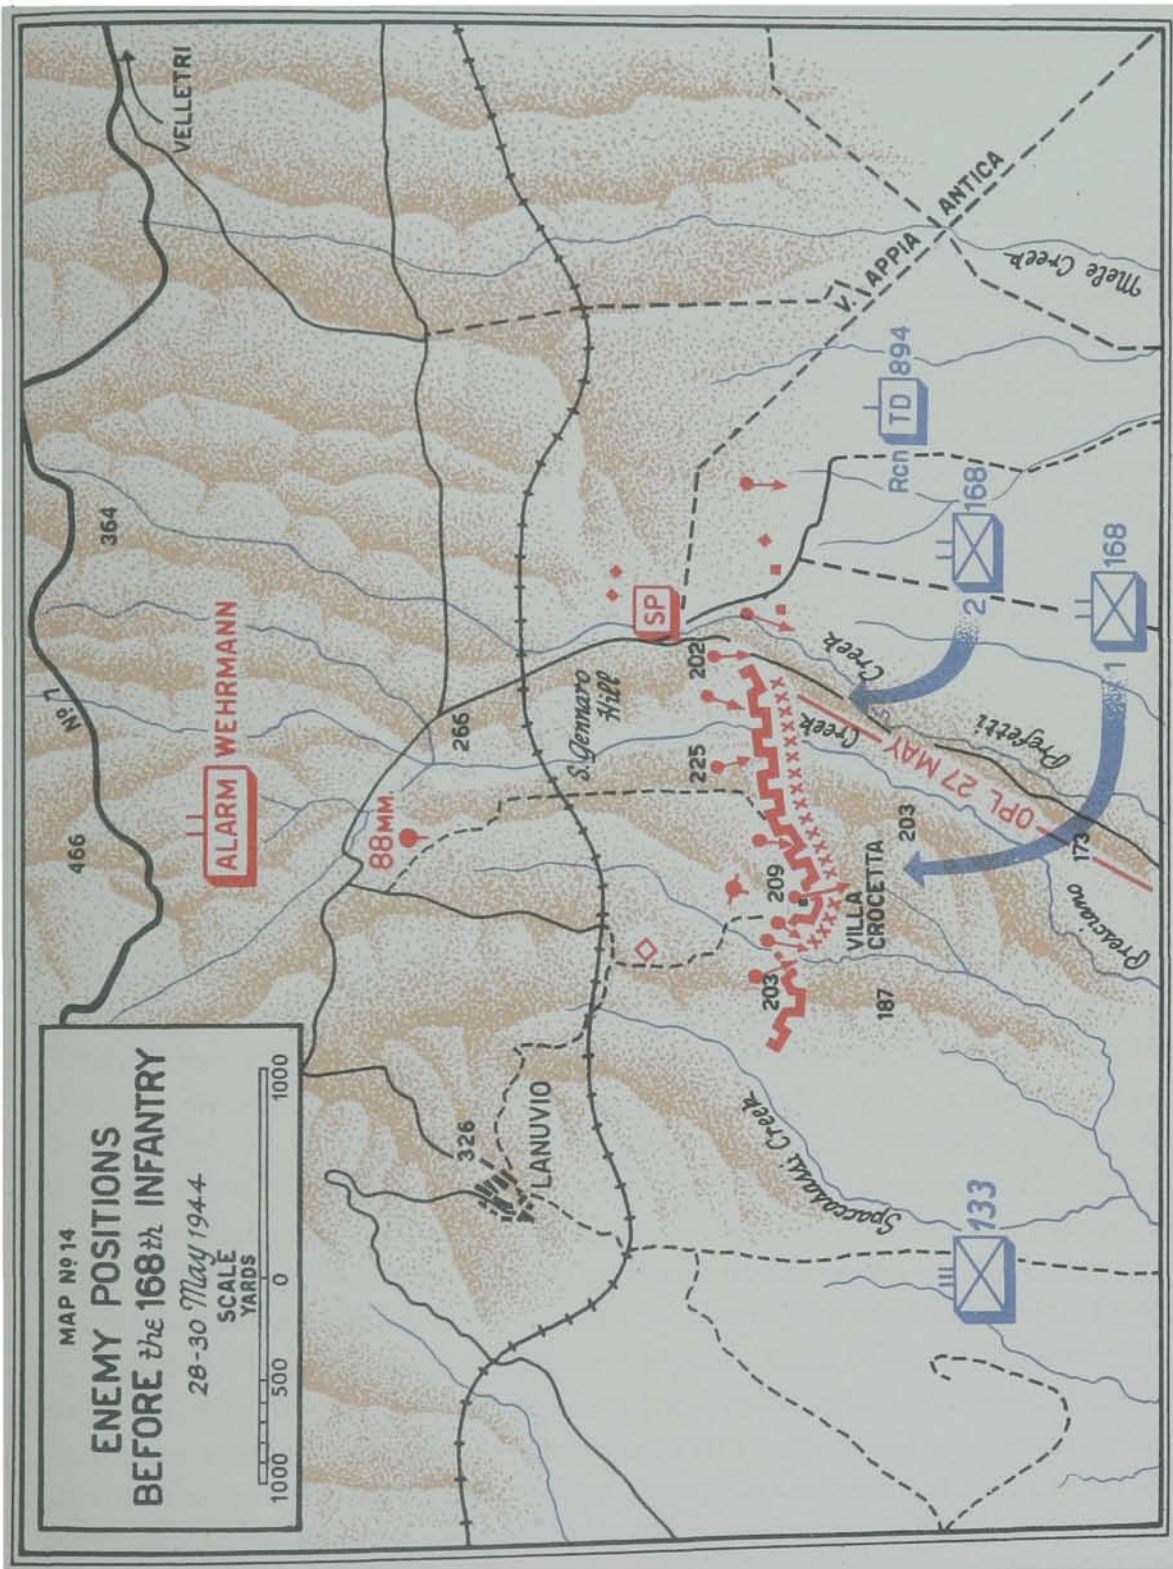 MAP Nº 14
ENEMY POSITIONS
BEFORE the 168th INFANTRY
28-30 May 1944
SCALE
YARDS
1000 500 0 1000
VELLETRI
Nº 7
466
364
ALARM WEHRMANN
88 MM.
266
326
LANUVIO
S. Gennaro
Hill
SP
202
225
209
203
VILLA
CROCETTA
203
187
173
OPL 27 MAY
Creek
Creek
Prefetti
Presciano
Spaccasassi Creek
V. APPIA ANTICA
Mele Creek
Rcn TD 894
2 168
1 168
133